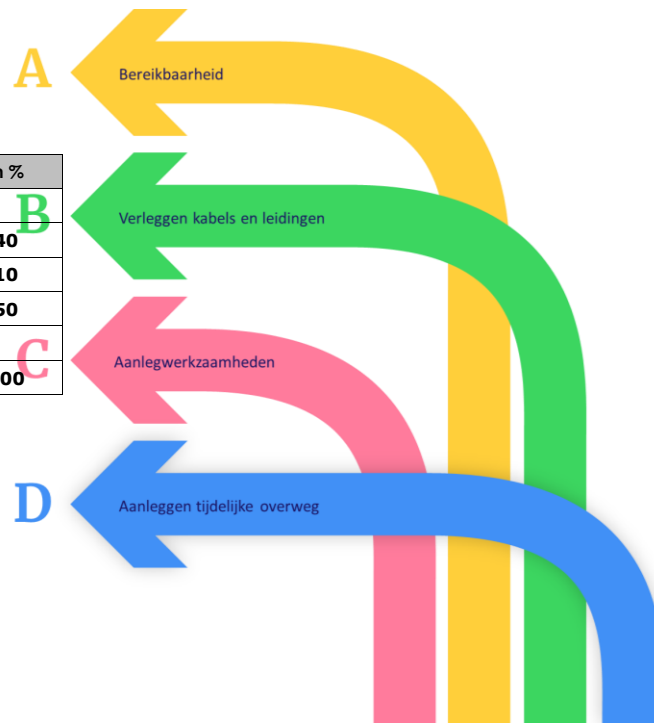 A
Bereikbaarheid
%
B
Verleggen kabels en leidingen
40
10
50
C
Aanlegwerkzaamheden
00
D
Aanleggen tijdelijke overweg